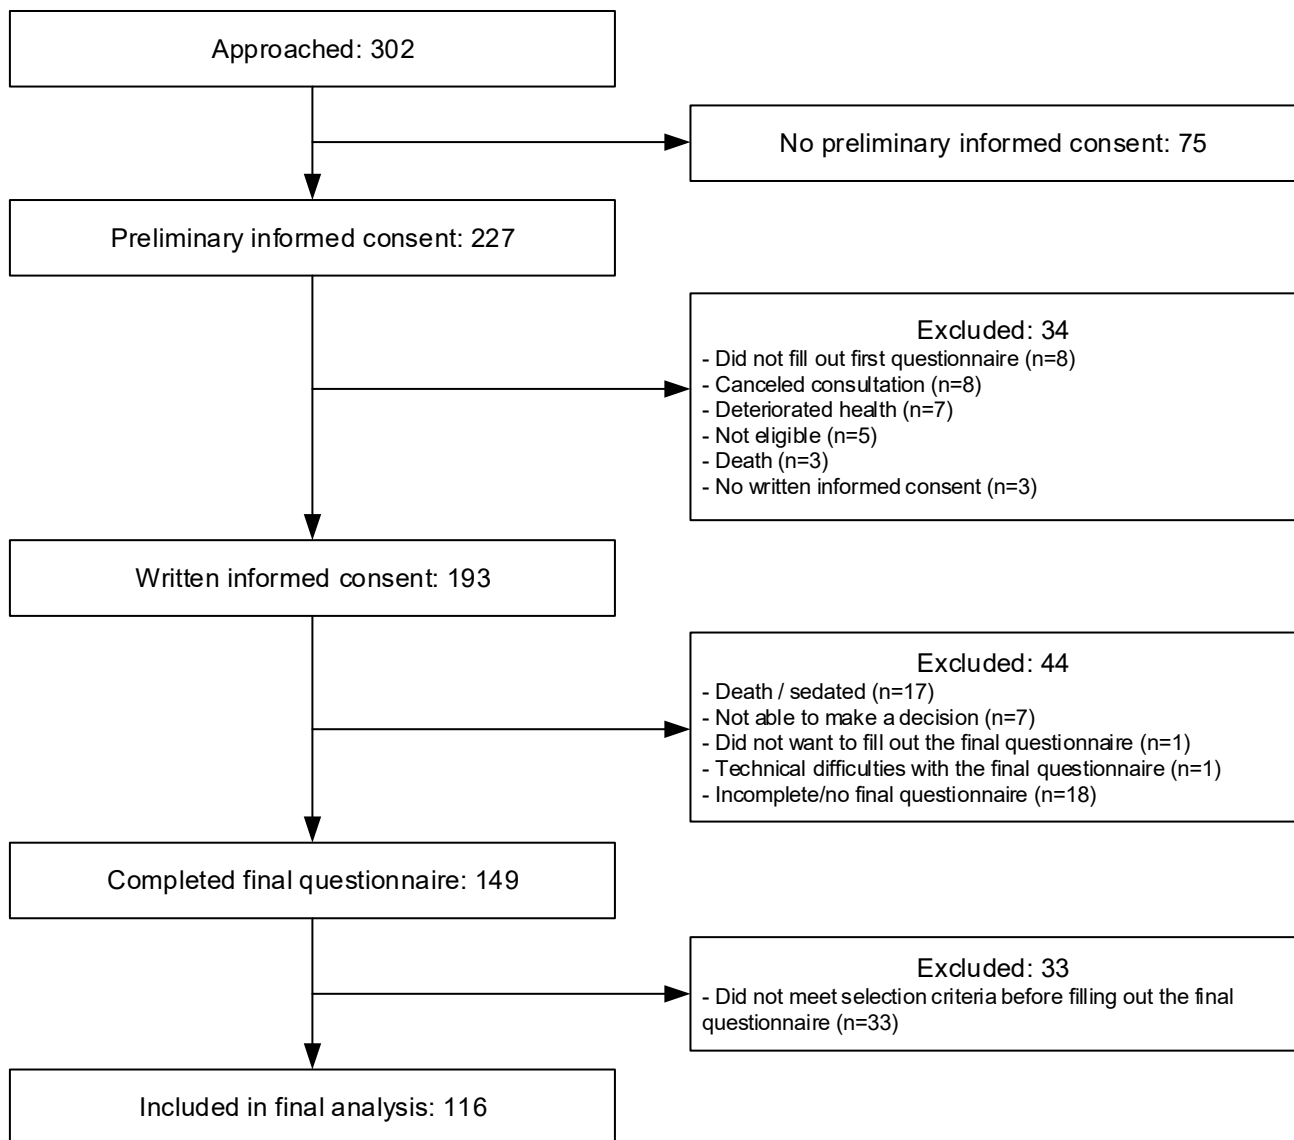 Approached: 302
No preliminary informed consent: 75
Preliminary informed consent: 227
Excluded: 34
- Did not fill out first questionnaire (n=8)
- Canceled consultation (n=8)
- Deteriorated health (n=7)
- Not eligible (n=5)
- Death (n=3)
- No written informed consent (n=3)
Written informed consent: 193
Excluded: 44
- Death / sedated (n=17)
- Not able to make a decision (n=7)
- Did not want to fill out the final questionnaire (n=1)
- Technical difficulties with the final questionnaire (n=1)
- Incomplete/no final questionnaire (n=18)
Completed final questionnaire: 149
Excluded: 33
- Did not meet selection criteria before filling out the final
questionnaire (n=33)
Included in final analysis: 116